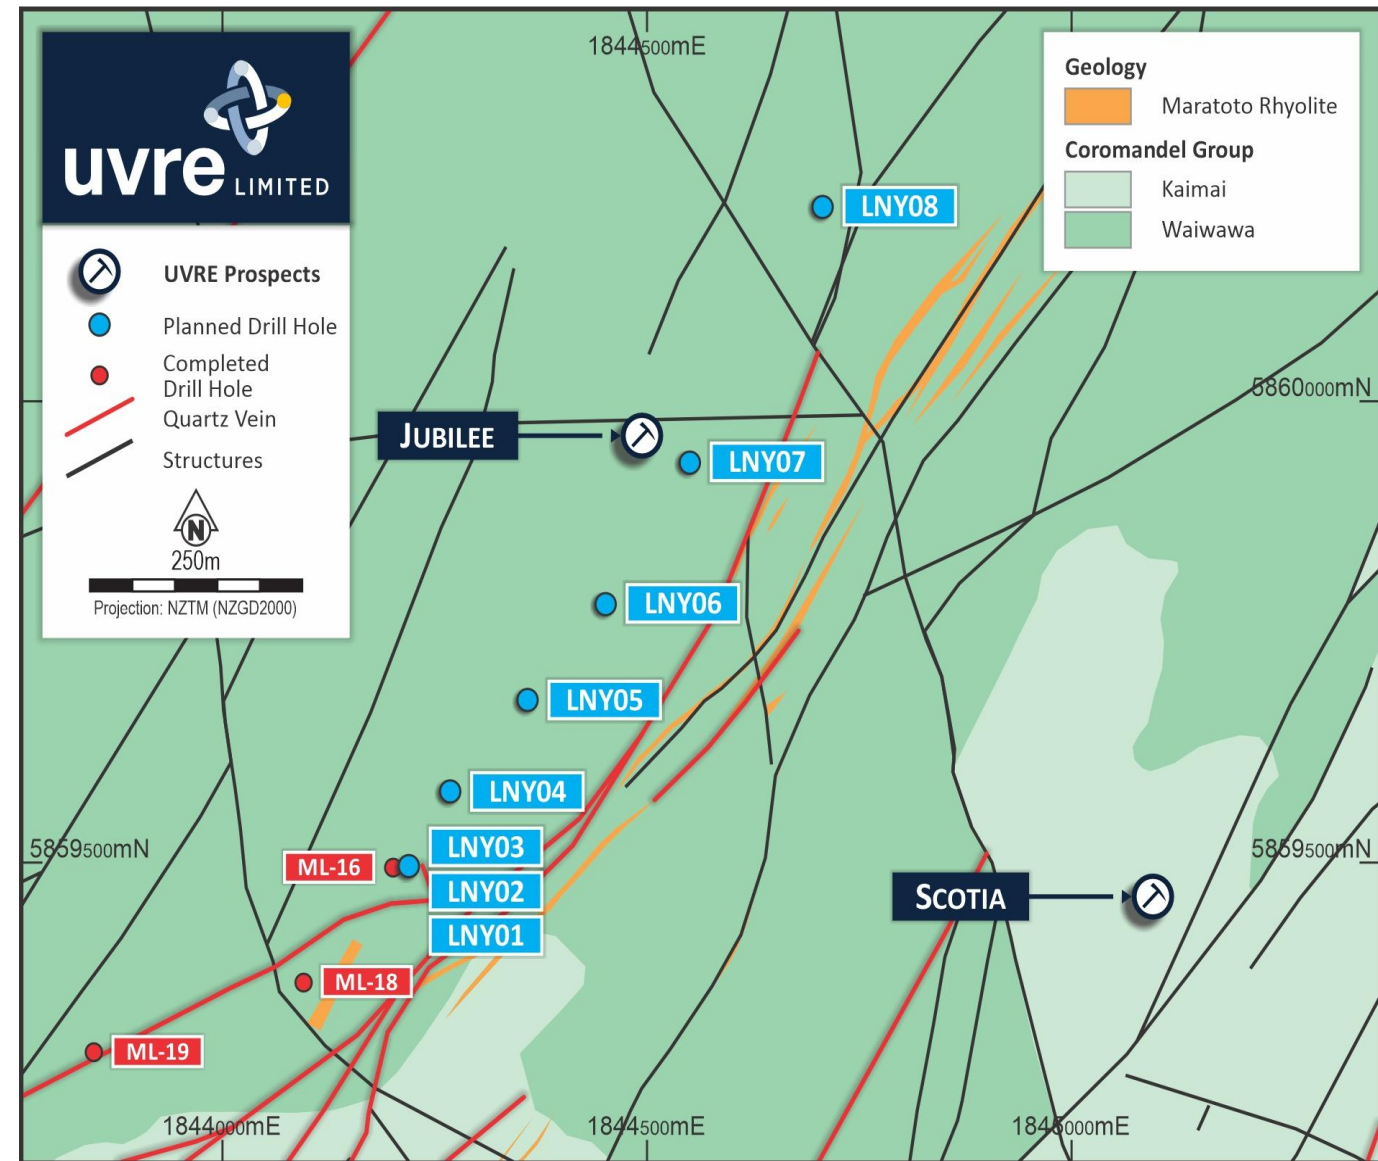 1844500mE
uvre
LIMITED
UVRE Prospects
Planned Drill Hole
Completed
Drill Hole
Quartz Vein
Structures
N
250m
Projection: NZTM (NZGD2000)
Geology
Maratoto Rhyolite
Coromandel Group
Kaimai
Waiwawa
LNY08
5860000mN
JUBILEE
LNY07
LNY06
LNY05
LNY04
5859500mN
5859500mN
LNY03
ML-16
LNY02
SCOTIA
LNY01
ML-18
ML-19
1844000mE
1844500mE
1845000mE